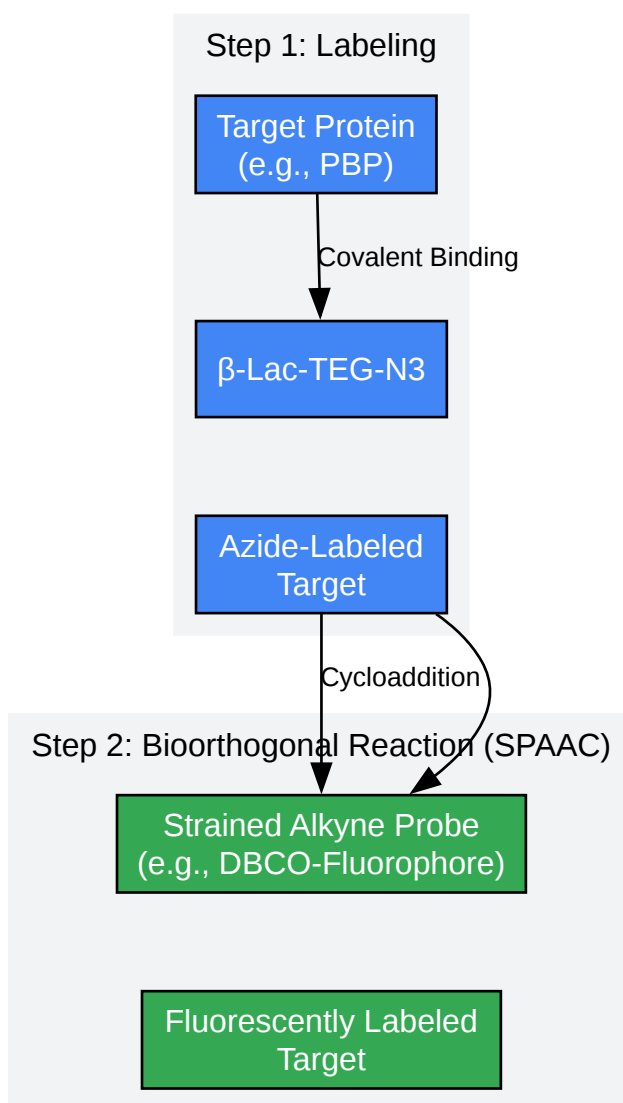 Step 1: Labeling
Target Protein
(e.g., PBP)
Covalent Binding
β-Lac-TEG-N3
Azide-Labeled
Target
Cycloaddition
Step 2: Bioorthogonal Reaction (SPAAC)
Strained Alkyne Probe
(e.g., DBCO-Fluorophore)
Fluorescently Labeled
Target